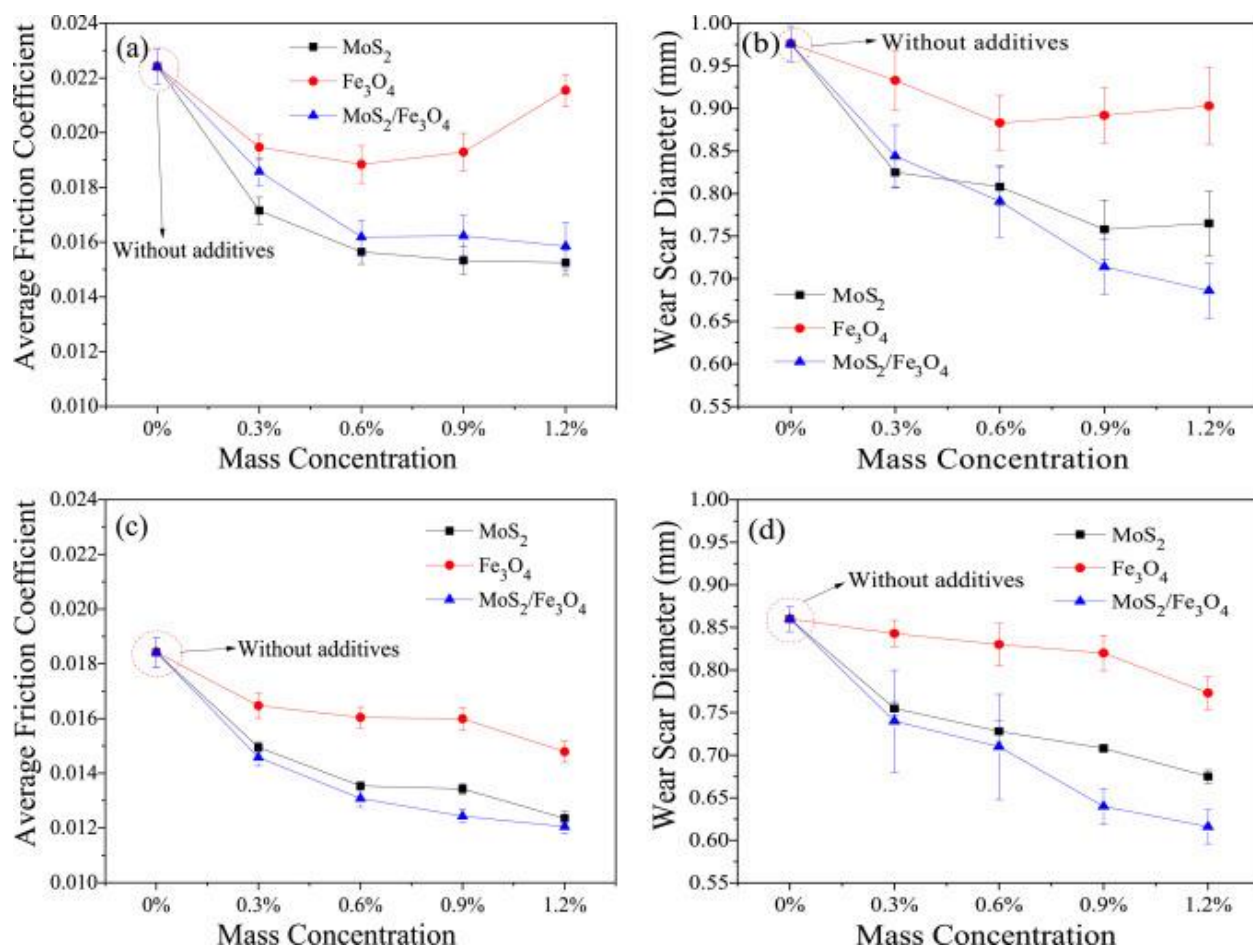 (a)
Average Friction Coefficient
0.024
0.022
0.020
0.018
0.016
0.014
0.012
0.010
MoS2
Fe3O4
MoS2/Fe3O4
Without additives
0% 0.3% 0.6% 0.9% 1.2%
Mass Concentration
(b)
Wear Scar Diameter (mm)
1.00
0.95
0.90
0.85
0.80
0.75
0.70
0.65
0.60
0.55
Without additives
MoS2
Fe3O4
MoS2/Fe3O4
0% 0.3% 0.6% 0.9% 1.2%
Mass Concentration
(c)
Average Friction Coefficient
0.024
0.022
0.020
0.018
0.016
0.014
0.012
0.010
MoS2
Fe3O4
MoS2/Fe3O4
Without additives
0% 0.3% 0.6% 0.9% 1.2%
Mass Concentration
(d)
Wear Scar Diameter (mm)
1.00
0.95
0.90
0.85
0.80
0.75
0.70
0.65
0.60
0.55
MoS2
Fe3O4
MoS2/Fe3O4
Without additives
0% 0.3% 0.6% 0.9% 1.2%
Mass Concentration